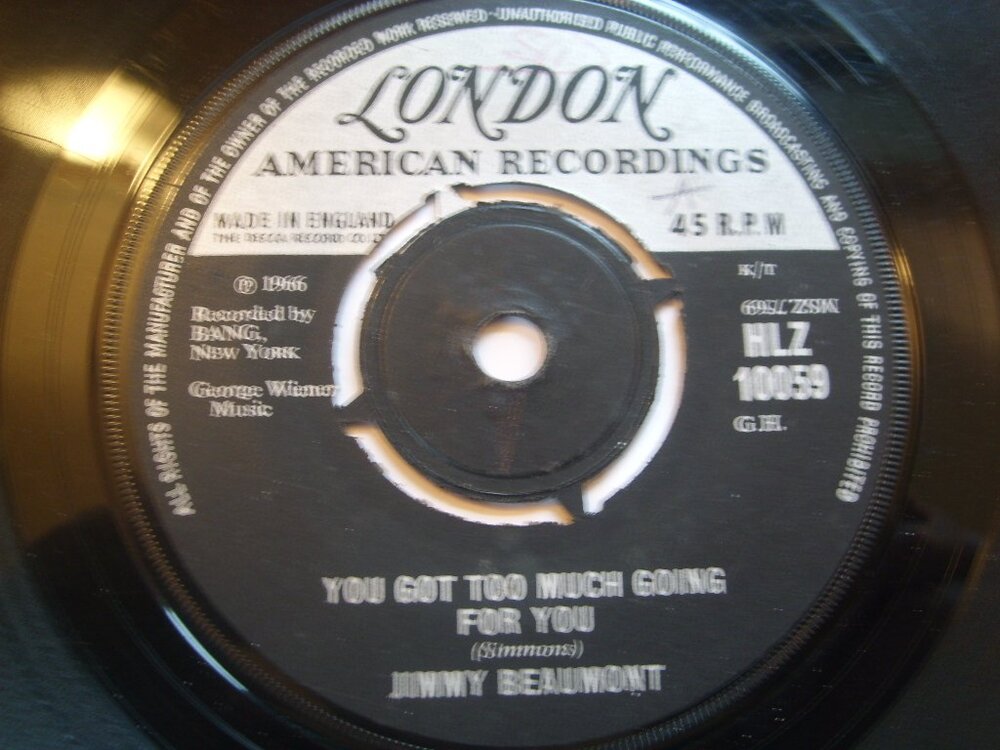 ALL RIGHTS OF THE MANUFACTURER AND OF THE OWNER OF THE RECORDED WORK RESERVED · UNAUTHORISED PUBLIC PERFORMANCE BROADCASTING AND COPYING OF THIS RECORD PROHIBITED
LONDON
AMERICAN RECORDINGS
MADE IN ENGLAND
THE DECCA RECORD CO LTD
45 R.P.M
℗ 1966
Recorded by
BANG,
NEW YORK
George Wiener
Music
K/T
HLZ
10059
G.H.
YOU GOT TOO MUCH GOING
FOR YOU
(Simmons)
JIMMY BEAUMONT